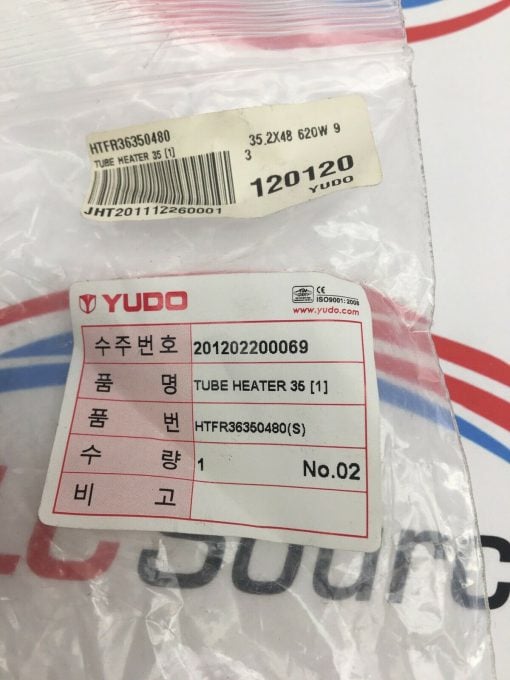 HTFR36350480 35.2X48 620W 9
TUBE HEATER 35 [1] 3
120120
YUDO
JHT201112260001
YUDO
CE
ISO9001:2008
www.yudo.com
수주번호 201202200069
품 명 TUBE HEATER 35 [1]
품 번 HTFR36350480(S)
수 량 1 No.02
비 고
Source